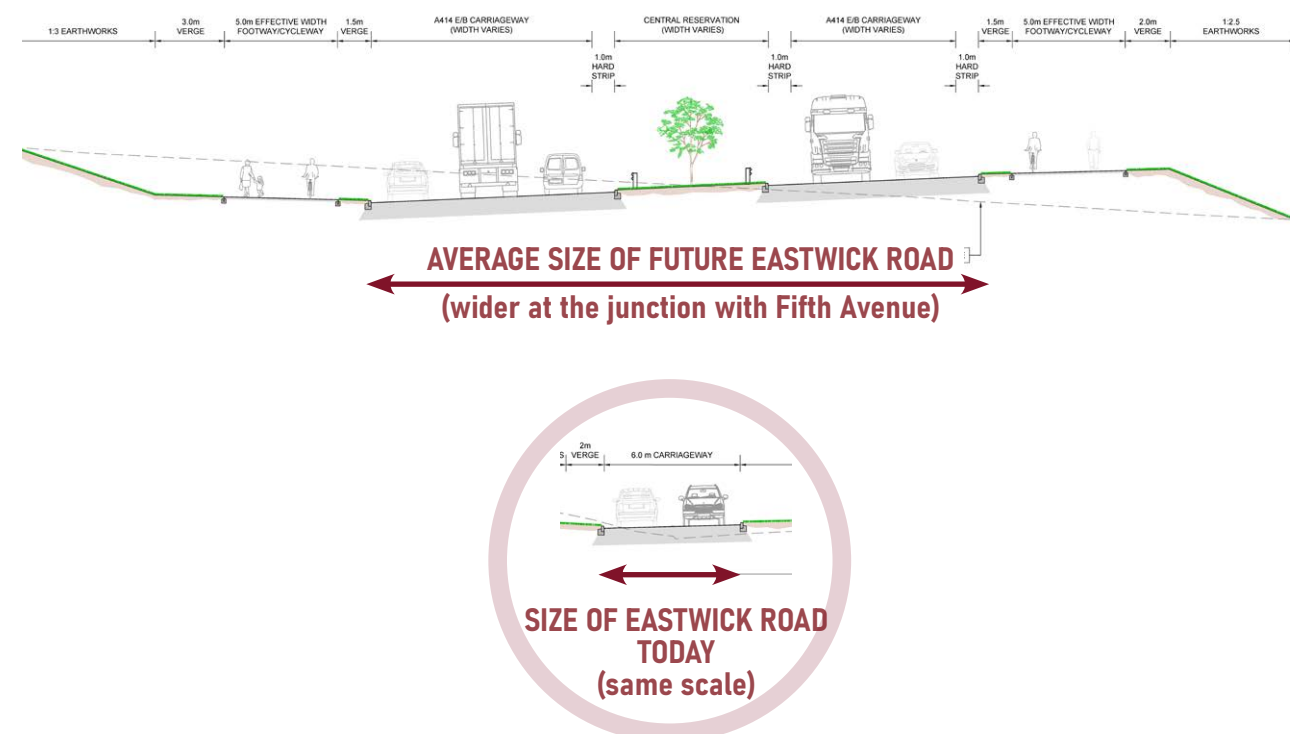 1:3 EARTHWORKS
3.0m
VERGE
5.0m EFFECTIVE WIDTH
FOOTWAY/CYCLEWAY
1.5m
VERGE
A414 E/B CARRIAGEWAY
(WIDTH VARIES)
CENTRAL RESERVATION
(WIDTH VARIES)
A414 E/B CARRIAGEWAY
(WIDTH VARIES)
1.5m
VERGE
5.0m EFFECTIVE WIDTH
FOOTWAY/CYCLEWAY
2.0m
VERGE
1:2.5
EARTHWORKS
1.0m
HARD
STRIP
1.0m
HARD
STRIP
1.0m
HARD
STRIP
AVERAGE SIZE OF FUTURE EASTWICK ROAD
(wider at the junction with Fifth Avenue)
S
2m
VERGE
6.0 m CARRIAGEWAY
SIZE OF EASTWICK ROAD
TODAY
(same scale)